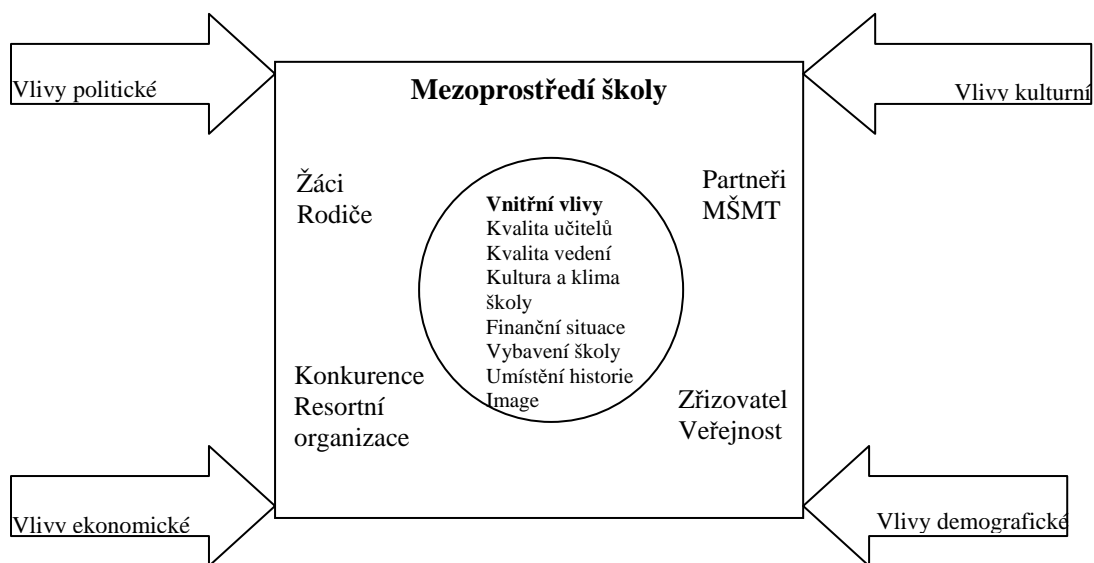 Vlivy politické
Vlivy kulturní
Mezoprostředí školy
Žáci
Rodiče
Partneři
MŠMT
Vnitřní vlivy
Kvalita učitelů
Kvalita vedení
Kultura a klima
školy
Finanční situace
Vybavení školy
Umístění historie
Image
Konkurence
Resortní
organizace
Zřizovatel
Veřejnost
Vlivy ekonomické
Vlivy demografické